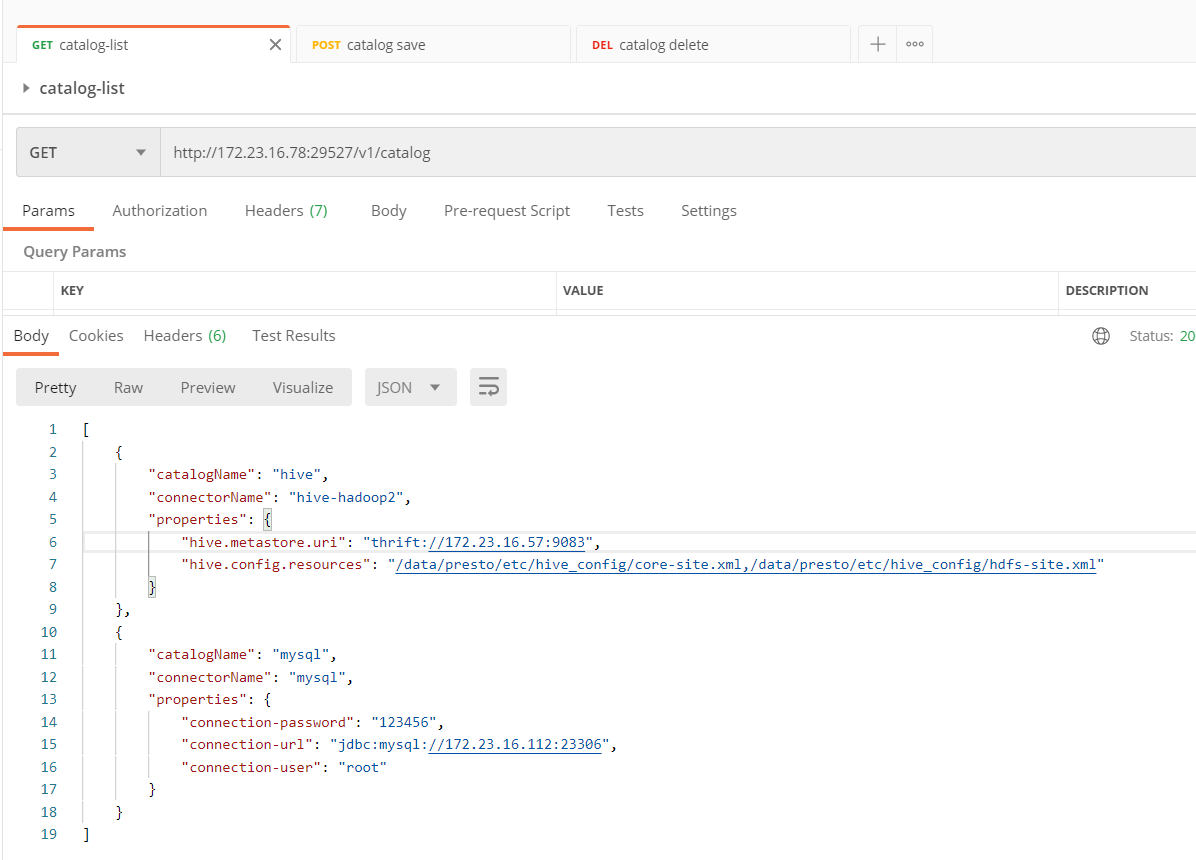 GET catalog-list
POST catalog save
DEL catalog delete
catalog-list
GET http://172.23.16.78:29527/v1/catalog
Params Authorization Headers (7) Body Pre-request Script Tests Settings
Query Params
KEY VALUE DESCRIPTION
Body Cookies Headers (6) Test Results Status: 20
Pretty Raw Preview Visualize JSON
1 [
2 {
3 "catalogName": "hive",
4 "connectorName": "hive-hadoop2",
5 "properties": {
6 "hive.metastore.uri": "thrift://172.23.16.57:9083",
7 "hive.config.resources": "/data/presto/etc/hive_config/core-site.xml,/data/presto/etc/hive_config/hdfs-site.xml"
8 }
9 },
10 {
11 "catalogName": "mysql",
12 "connectorName": "mysql",
13 "properties": {
14 "connection-password": "123456",
15 "connection-url": "jdbc:mysql://172.23.16.112:23306",
16 "connection-user": "root"
17 }
18 }
19 ]